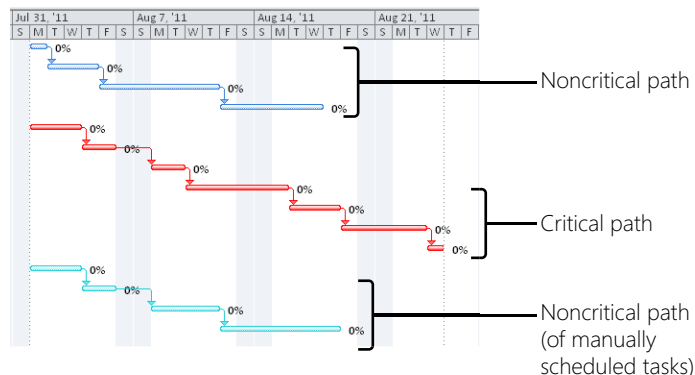 Jul 31, '11 Aug 7, '11 Aug 14, '11 Aug 21, '11
S M T W T F S S M T W T F S S M T W T F S S M T W T F
0%
0%
0%
0%
Noncritical path
0%
0%
0%
0%
0%
0%
0%
Critical path
0%
0%
0%
0%
Noncritical path
(of manually
scheduled tasks)